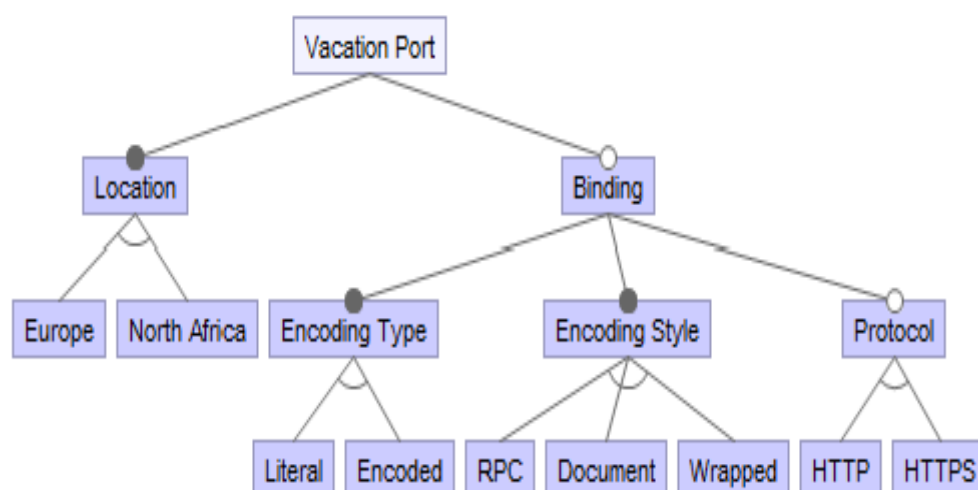 Vacation Port
Location
Binding
Europe
North Africa
Encoding Type
Encoding Style
Protocol
Literal
Encoded
RPC
Document
Wrapped
HTTP
HTTPS